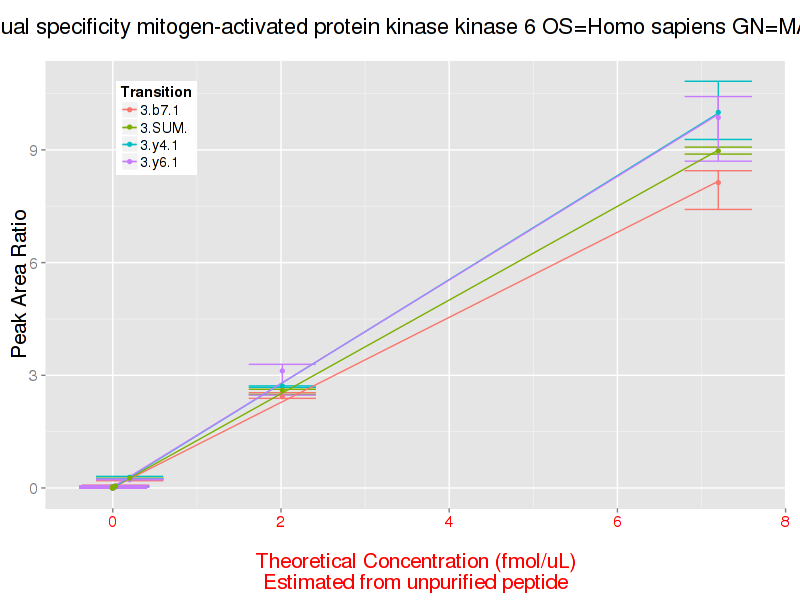 ual specificity mitogen-activated protein kinase kinase 6 OS=Homo sapiens GN=MA
Transition
3.b7.1
3.SUM.
3.y4.1
3.y6.1
Peak Area Ratio
9
6
3
0
0 2 4 6 8
Theoretical Concentration (fmol/uL)
Estimated from unpurified peptide